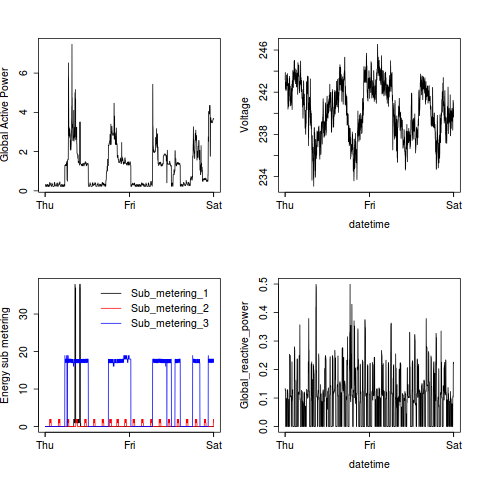 Global Active Power
6
4
2
0
Thu Fri Sat
Voltage
246
242
238
234
Thu Fri Sat
datetime
Energy sub metering
30
20
10
0
Sub_metering_1
Sub_metering_2
Sub_metering_3
Thu Fri Sat
Global_reactive_power
0.5
0.4
0.3
0.2
0.1
0.0
Thu Fri Sat
datetime